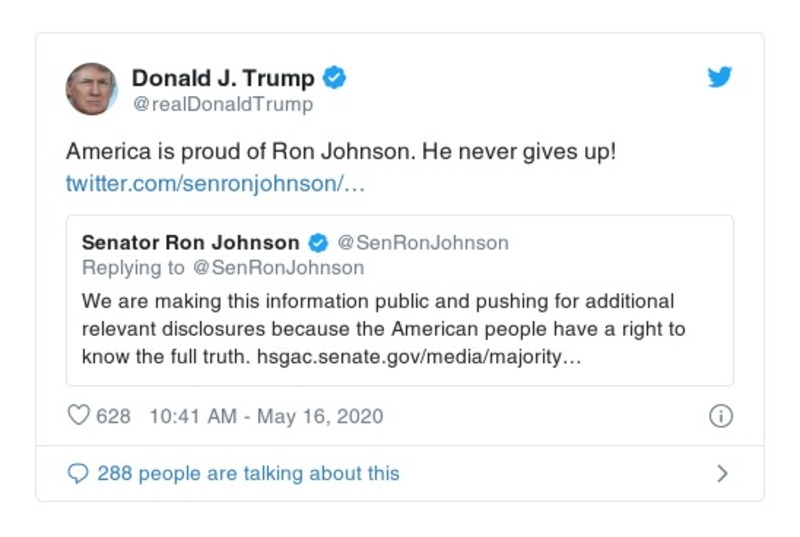 Donald J. Trump
@realDonaldTrump
America is proud of Ron Johnson. He never gives up!
twitter.com/senronjohnson/…
Senator Ron Johnson @SenRonJohnson
Replying to @SenRonJohnson
We are making this information public and pushing for additional
relevant disclosures because the American people have a right to
know the full truth. hsgac.senate.gov/media/majority…
628 10:41 AM - May 16, 2020
288 people are talking about this